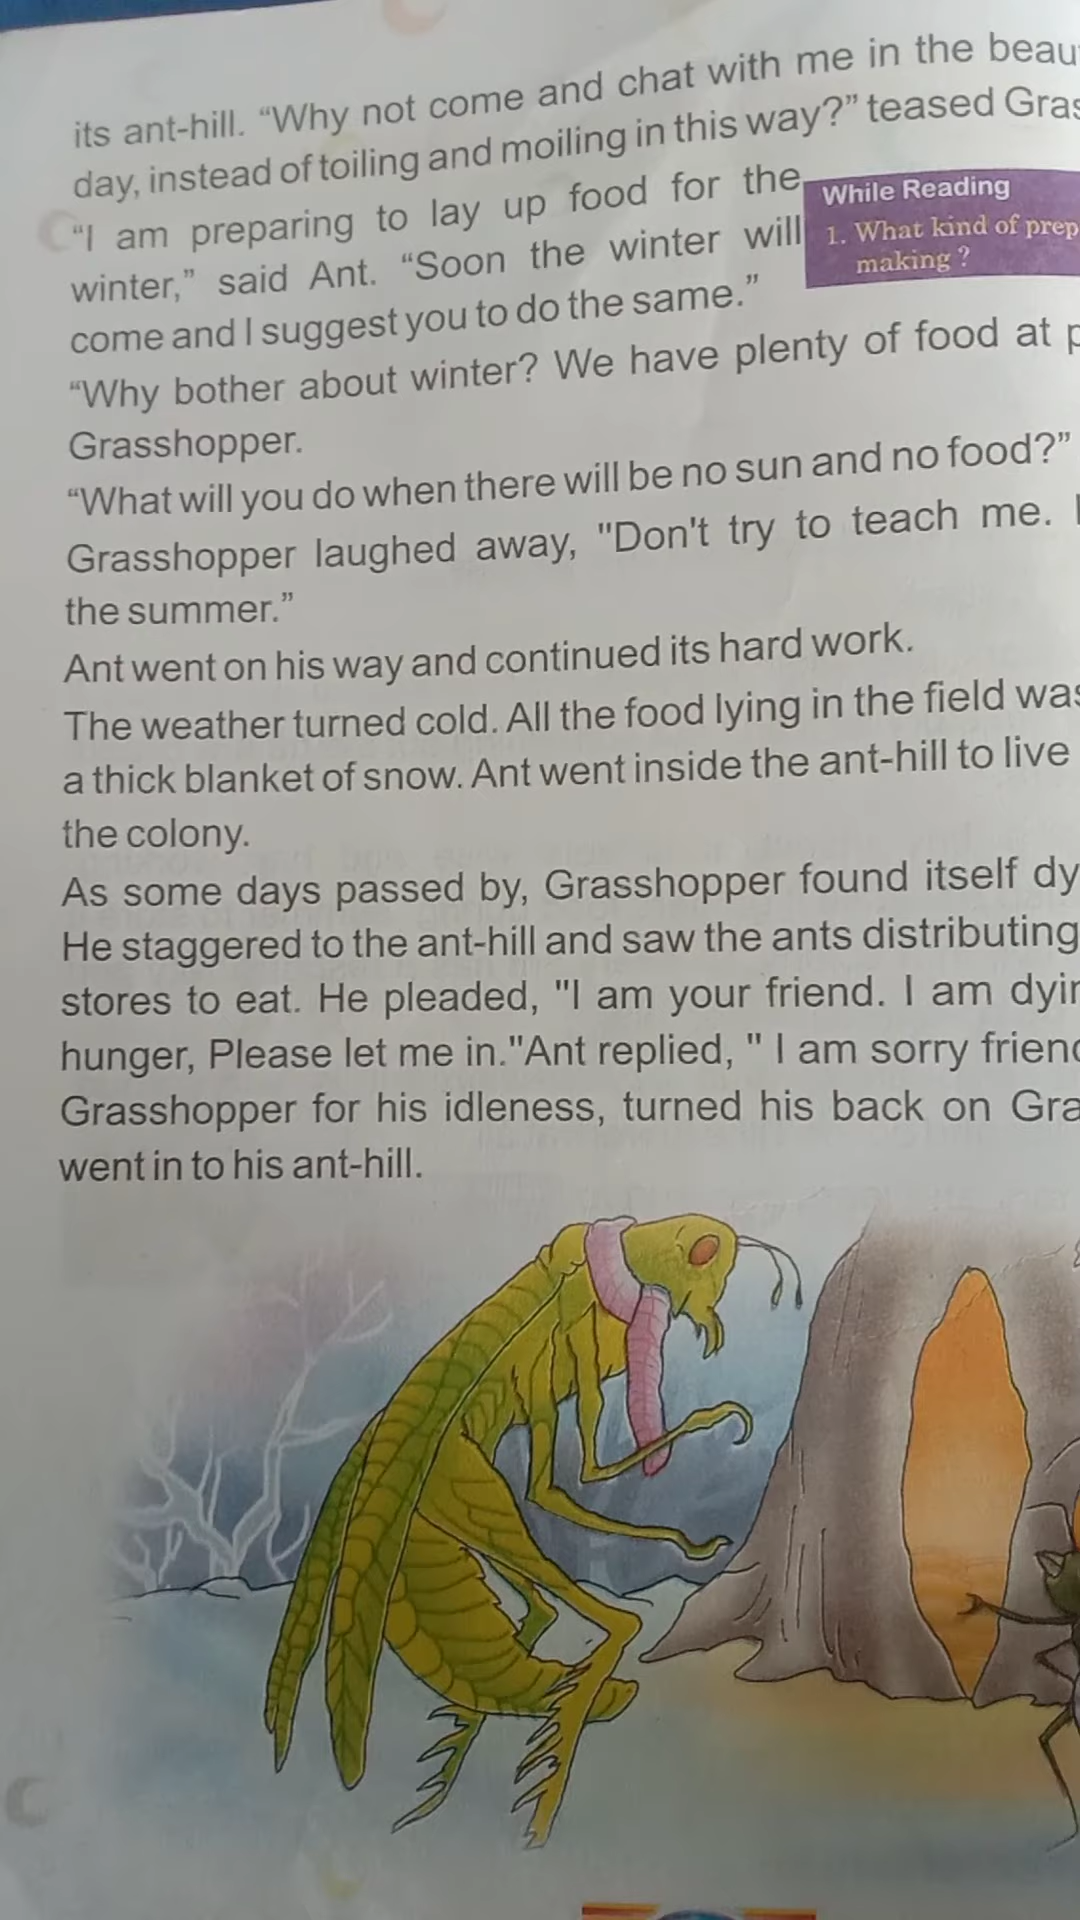 its ant-hill. “Why not come and chat with me in the
day, instead of toiling and moiling in this way?” teased
“I am preparing to lay up food for the
winter,” said Ant. “Soon the winter will
come and I suggest you to do the same.”
While Reading
1. What kind of
making ?
“Why bother about winter? We have plenty of food at
Grasshopper.
“What will you do when there will be no sun and no food?”
Grasshopper laughed away, "Don't try to teach me.
the summer.”
Ant went on his way and continued its hard work.
The weather turned cold. All the food lying in the field
a thick blanket of snow. Ant went inside the ant-hill to live
the colony.
As some days passed by, Grasshopper found itself
He staggered to the ant-hill and saw the ants distributing
stores to eat. He pleaded, "I am your friend. I am
hunger, Please let me in."Ant replied, " I am sorry
Grasshopper for his idleness, turned his back on
went in to his ant-hill.